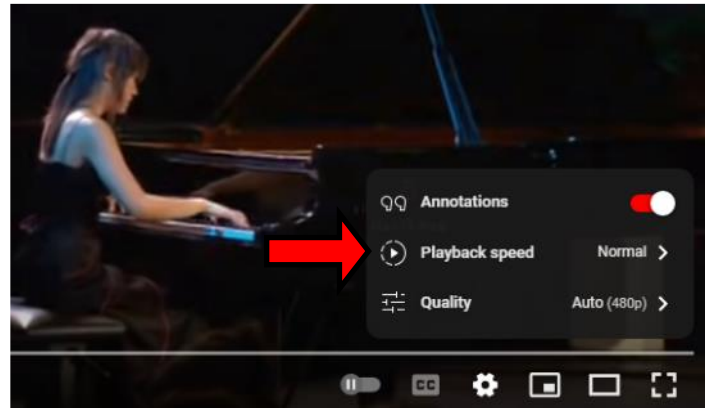 Annotations
Playback speed Normal
Quality Auto (480p)
CC